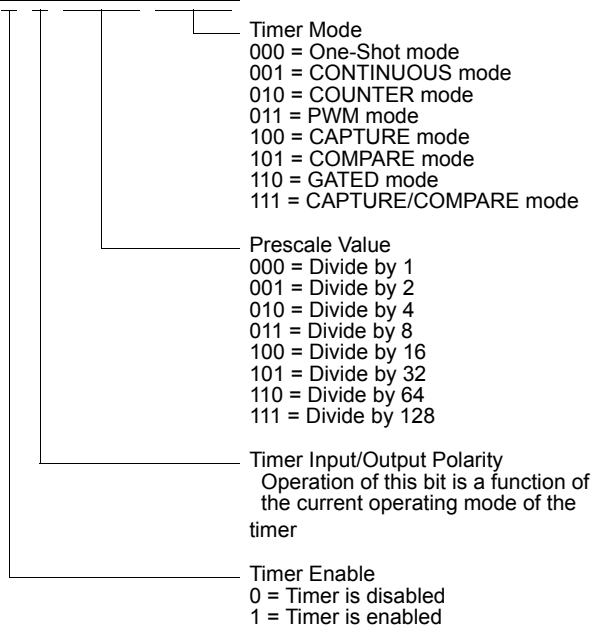 Timer Mode
000 = One-Shot mode
001 = CONTINUOUS mode
010 = COUNTER mode
011 = PWM mode
100 = CAPTURE mode
101 = COMPARE mode
110 = GATED mode
111 = CAPTURE/COMPARE mode
Prescale Value
000 = Divide by 1
001 = Divide by 2
010 = Divide by 4
011 = Divide by 8
100 = Divide by 16
101 = Divide by 32
110 = Divide by 64
111 = Divide by 128
Timer Input/Output Polarity
Operation of this bit is a function of
the current operating mode of the
timer
Timer Enable
0 = Timer is disabled
1 = Timer is enabled